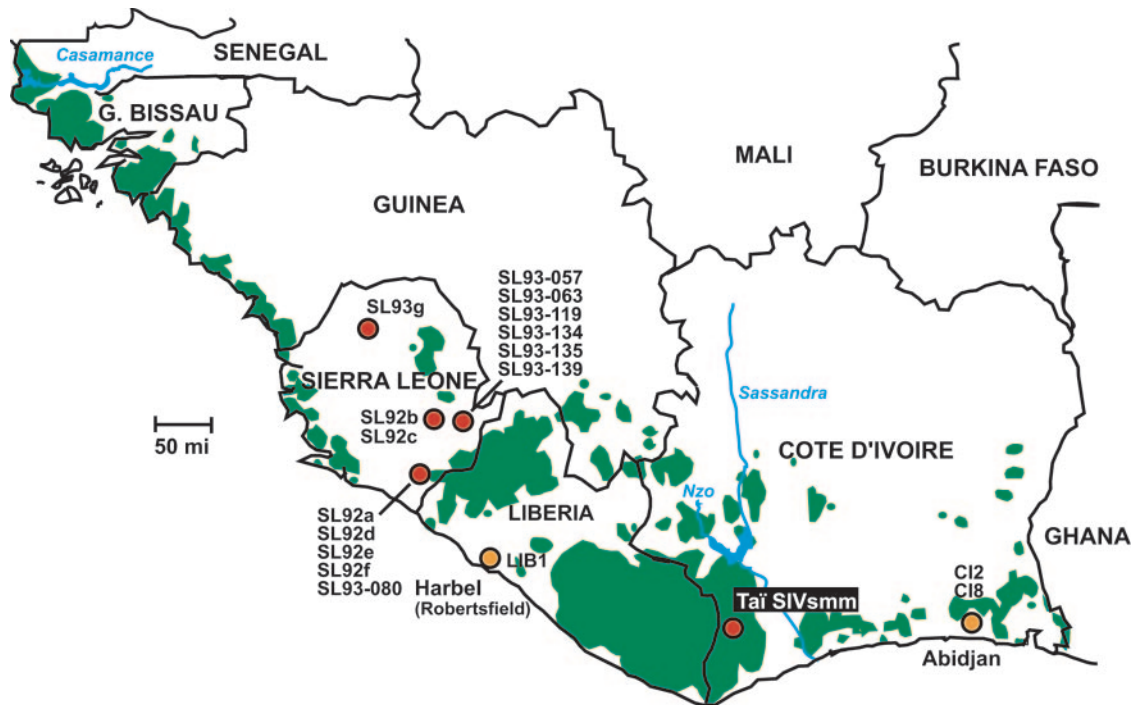 Casamance
SENEGAL
G. BISSAU
MALI
BURKINA FASO
GUINEA
SL93-057
SL93-063
SL93-119
SL93-134
SL93-135
SL93-139
SL93g
SIERRA LEONE
Sassandra
50 mi
SL92b
SL92c
COTE D'IVOIRE
Nzo
SL92a
SL92d
SL92e
SL92f
SL93-080
LIBERIA
GHANA
LIB1
Harbel
(Robertsfield)
Taï SIVsmm
CI2
CI8
Abidjan